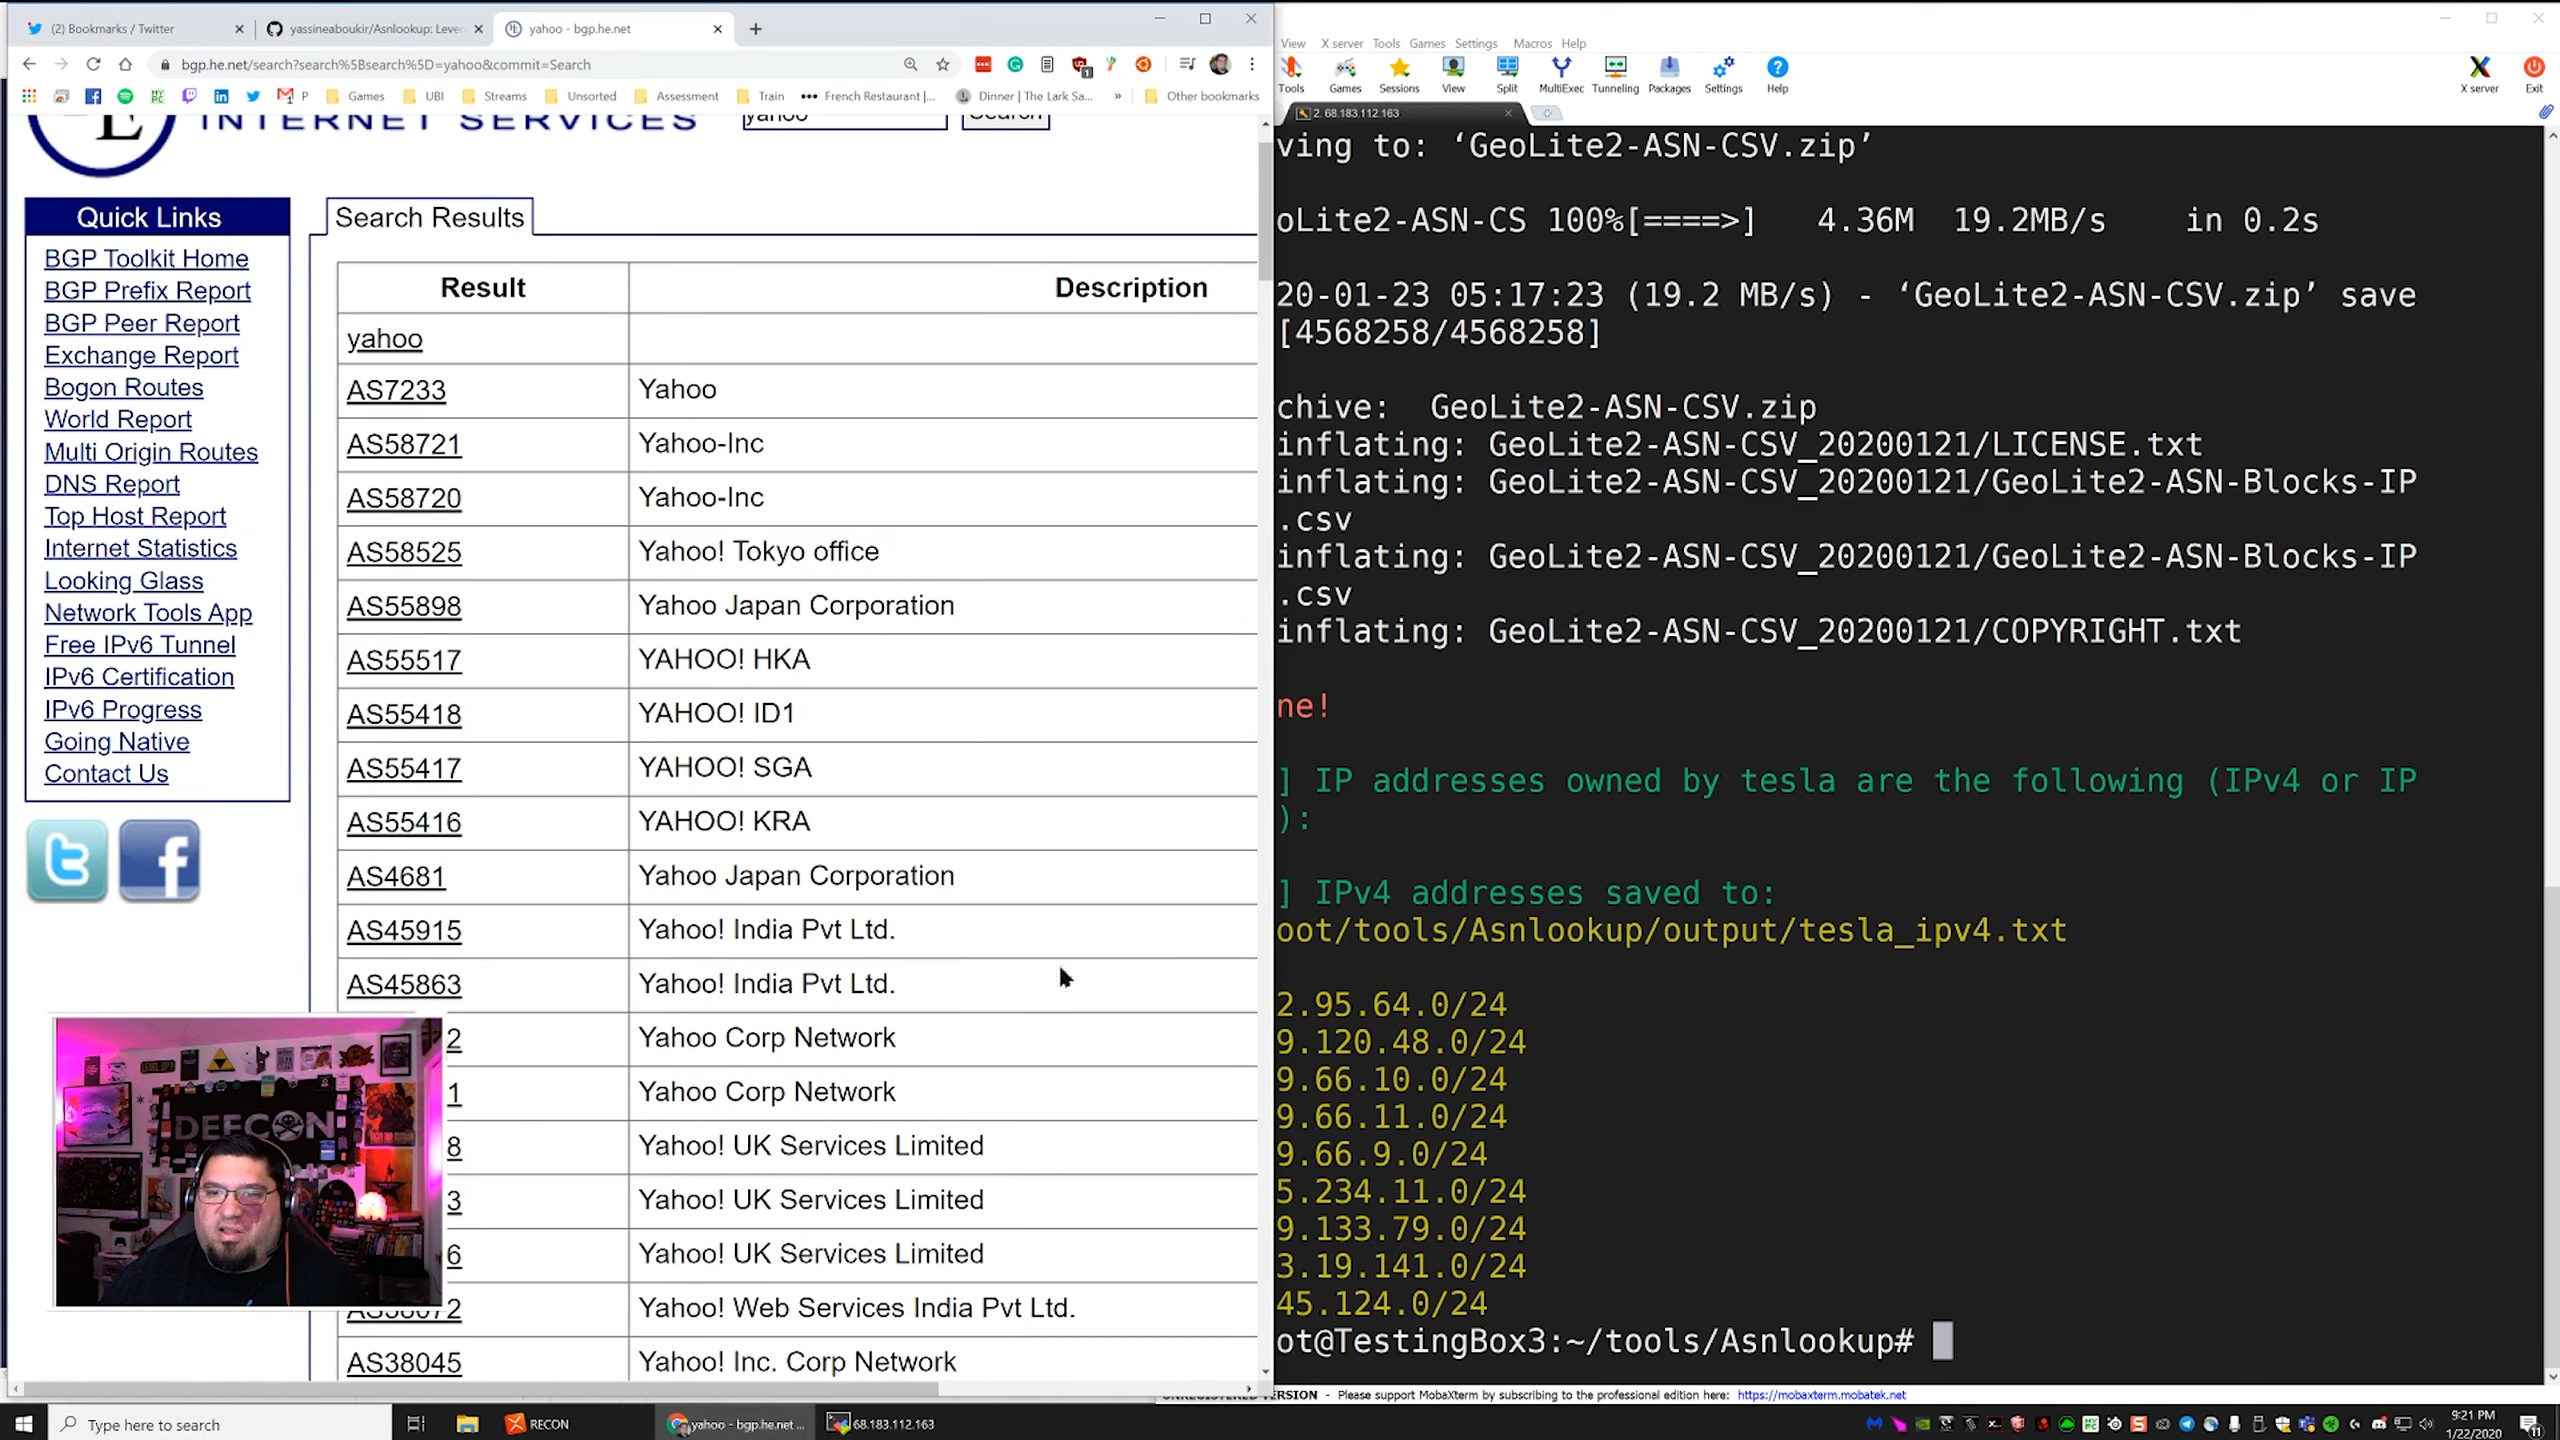 (2) Bookmarks / Twitter
yassineaboukir/Asnlookup: Lever
yahoo - bgp.he.net
bgp.he.net/search?search%5Bsearch%5D=yahoo&commit=Search
P
Games
UBI
Streams
Unsorted
Assessment
Train
French Restaurant |...
Dinner | The Lark Sa...
»
Other bookmarks
INTERNET SERVICES
yahoo
Search
Quick Links
BGP Toolkit Home
BGP Prefix Report
BGP Peer Report
Exchange Report
Bogon Routes
World Report
Multi Origin Routes
DNS Report
Top Host Report
Internet Statistics
Looking Glass
Network Tools App
Free IPv6 Tunnel
IPv6 Certification
IPv6 Progress
Going Native
Contact Us
Search Results
Result Description
yahoo
AS7233 Yahoo
AS58721 Yahoo-Inc
AS58720 Yahoo-Inc
AS58525 Yahoo! Tokyo office
AS55898 Yahoo Japan Corporation
AS55517 YAHOO! HKA
AS55418 YAHOO! ID1
AS55417 YAHOO! SGA
AS55416 YAHOO! KRA
AS4681 Yahoo Japan Corporation
AS45915 Yahoo! India Pvt Ltd.
AS45863 Yahoo! India Pvt Ltd.
2 Yahoo Corp Network
1 Yahoo Corp Network
8 Yahoo! UK Services Limited
3 Yahoo! UK Services Limited
6 Yahoo! UK Services Limited
Yahoo! Web Services India Pvt Ltd.
AS38045 Yahoo! Inc. Corp Network
DEFCON
View X server Tools Games Settings Macros Help
Tools Games Sessions View Split MultiExec Tunneling Packages Settings Help
X server Exit
2. 68.183.112.163
ving to: ‘GeoLite2-ASN-CSV.zip’
oLite2-ASN-CS 100%[====>] 4.36M 19.2MB/s in 0.2s
20-01-23 05:17:23 (19.2 MB/s) - ‘GeoLite2-ASN-CSV.zip’ save
[4568258/4568258]
chive: GeoLite2-ASN-CSV.zip
inflating: GeoLite2-ASN-CSV_20200121/LICENSE.txt
inflating: GeoLite2-ASN-CSV_20200121/GeoLite2-ASN-Blocks-IP
.csv
inflating: GeoLite2-ASN-CSV_20200121/GeoLite2-ASN-Blocks-IP
.csv
inflating: GeoLite2-ASN-CSV_20200121/COPYRIGHT.txt
ne!
] IP addresses owned by tesla are the following (IPv4 or IP
):
] IPv4 addresses saved to:
oot/tools/Asnlookup/output/tesla_ipv4.txt
2.95.64.0/24
9.120.48.0/24
9.66.10.0/24
9.66.11.0/24
9.66.9.0/24
5.234.11.0/24
9.133.79.0/24
3.19.141.0/24
45.124.0/24
ot@TestingBox3:~/tools/Asnlookup#
UNREGISTERED VERSION - Please support MobaXterm by subscribing to the professional edition here: https://mobaxterm.mobatek.net
Type here to search
RECON
yahoo - bgp.he.net ...
68.183.112.163
9:21 PM
1/22/2020